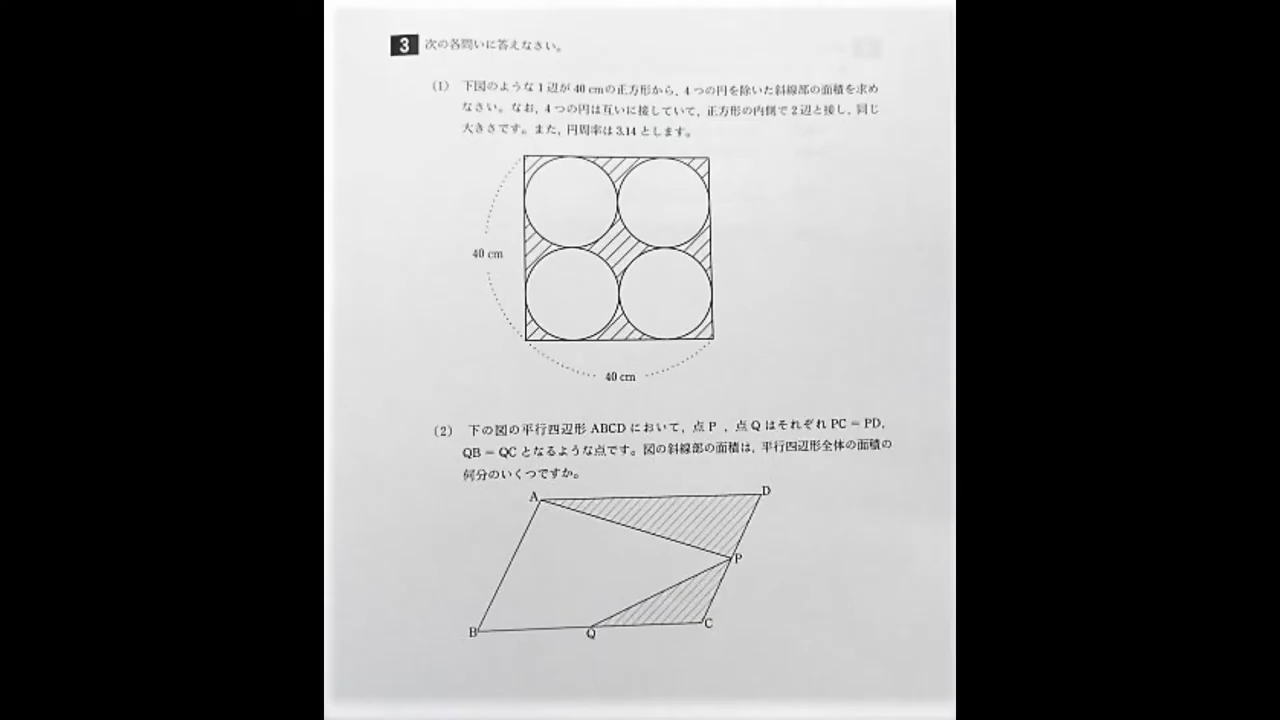 3 次の各問いに答えなさい。
(1) 下図のような1辺が40cmの正方形から，4つの円を除いた斜線部の面積を求め
なさい。なお，4つの円は互いに接していて，正方形の内側で2辺と接し，同じ
大きさです。また，円周率は3.14とします。
40 cm
40 cm
(2) 下の図の平行四辺形ABCDにおいて，点P，点QはそれぞれPC＝PD，
QB＝QCとなるような点です。図の斜線部の面積は，平行四辺形全体の面積の
何分のいくつですか。
A
D
P
B
Q
C